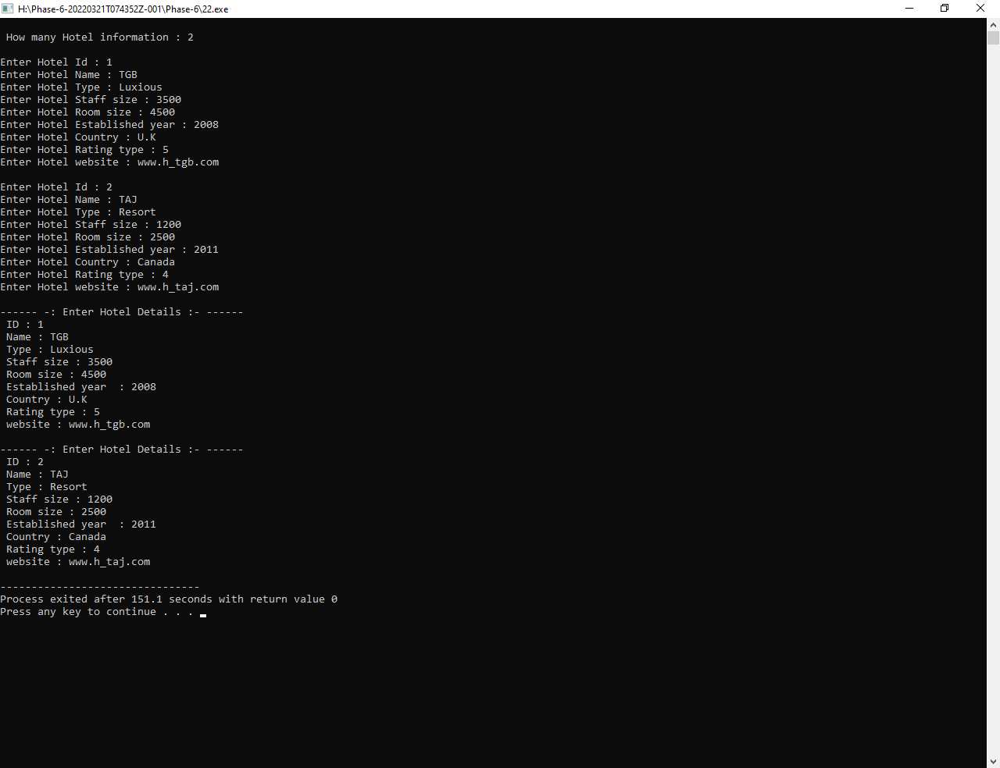 H:\Phase-6-20220321T074352Z-001\Phase-6\22.exe
How many Hotel information : 2
Enter Hotel Id : 1
Enter Hotel Name : TGB
Enter Hotel Type : Luxious
Enter Hotel Staff size : 3500
Enter Hotel Room size : 4500
Enter Hotel Established year : 2008
Enter Hotel Country : U.K
Enter Hotel Rating type : 5
Enter Hotel website : www.h_tgb.com
Enter Hotel Id : 2
Enter Hotel Name : TAJ
Enter Hotel Type : Resort
Enter Hotel Staff size : 1200
Enter Hotel Room size : 2500
Enter Hotel Established year : 2011
Enter Hotel Country : Canada
Enter Hotel Rating type : 4
Enter Hotel website : www.h_taj.com
------ -: Enter Hotel Details :- ------
ID : 1
Name : TGB
Type : Luxious
Staff size : 3500
Room size : 4500
Established year  : 2008
Country : U.K
Rating type : 5
website : www.h_tgb.com
------ -: Enter Hotel Details :- ------
ID : 2
Name : TAJ
Type : Resort
Staff size : 1200
Room size : 2500
Established year  : 2011
Country : Canada
Rating type : 4
website : www.h_taj.com
--------------------------------
Process exited after 151.1 seconds with return value 0
Press any key to continue . . .